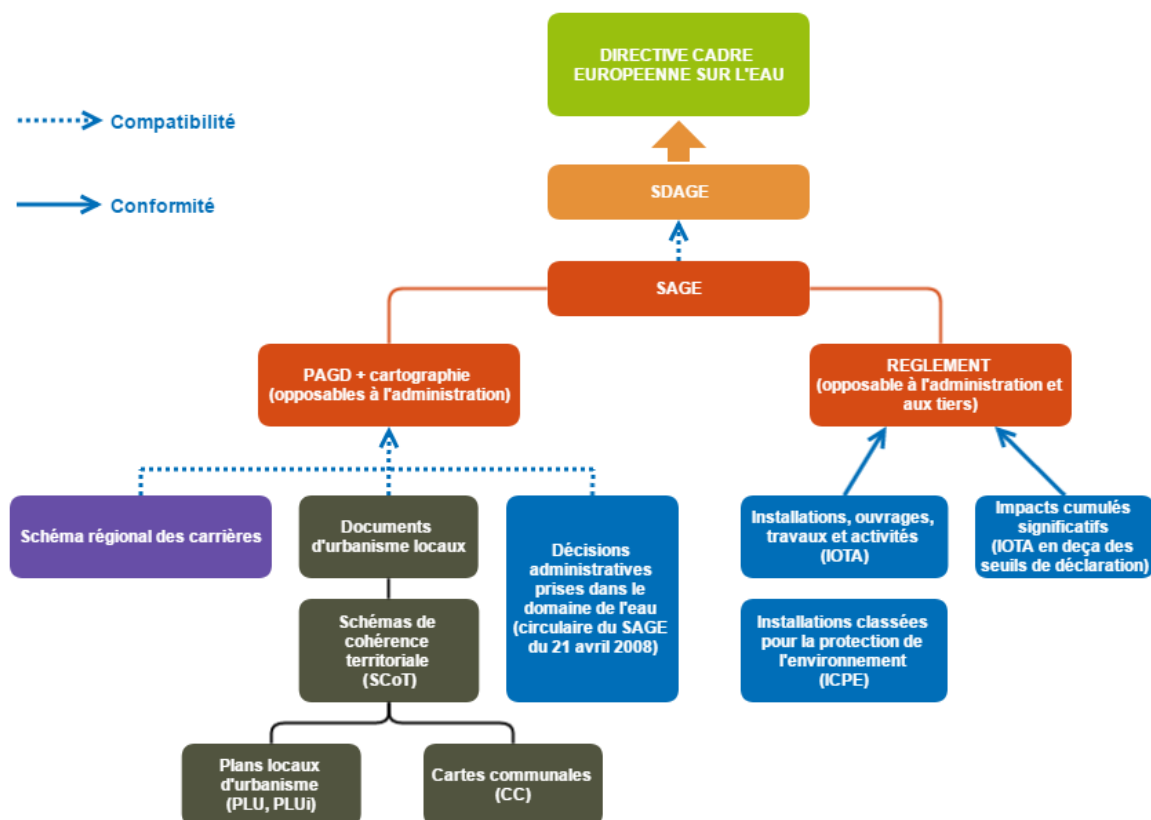 DIRECTIVE CADRE
EUROPEENNE SUR L'EAU
Compatibilité
Conformité
SDAGE
SAGE
PAGD + cartographie
(opposables à l'administration)
REGLEMENT
(opposable à l'administration et
aux tiers)
Schéma régional des carrières
Documents
d'urbanisme locaux
Décisions
administratives
prises dans le
domaine de l'eau
(circulaire du SAGE
du 21 avril 2008)
Installations, ouvrages,
travaux et activités
(IOTA)
Impacts cumulés
significatifs
(IOTA en deça des
seuils de déclaration)
Schémas de
cohérence
territoriale
(SCoT)
Installations classées
pour la protection de
l'environnement
(ICPE)
Plans locaux
d'urbanisme
(PLU, PLUi)
Cartes communales
(CC)